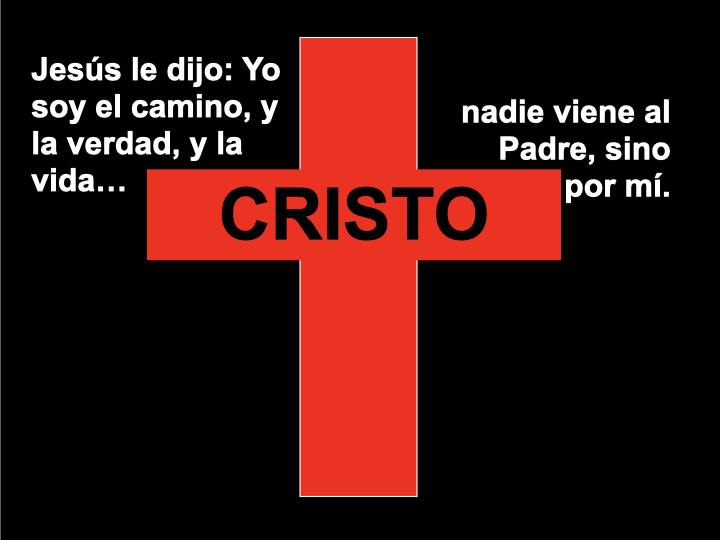 Jesús le dijo: Yo
soy el camino, y
la verdad, y la
vida…
nadie viene al
Padre, sino
por mí.
CRISTO